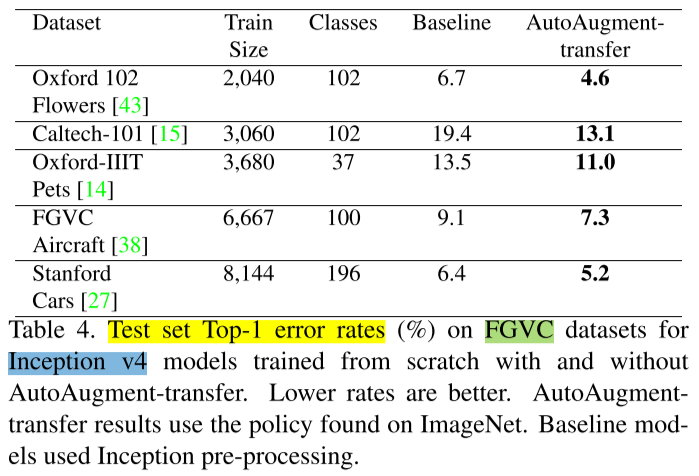 Dataset Train Size Classes Baseline AutoAugment-transfer
Oxford 102 Flowers [43] 2,040 102 6.7 4.6
Caltech-101 [15] 3,060 102 19.4 13.1
Oxford-IIIT Pets [14] 3,680 37 13.5 11.0
FGVC Aircraft [38] 6,667 100 9.1 7.3
Stanford Cars [27] 8,144 196 6.4 5.2
Table 4. Test set Top-1 error rates (%) on FGVC datasets for
Inception v4 models trained from scratch with and without
AutoAugment-transfer. Lower rates are better. AutoAugment-
transfer results use the policy found on ImageNet. Baseline mod-
els used Inception pre-processing.